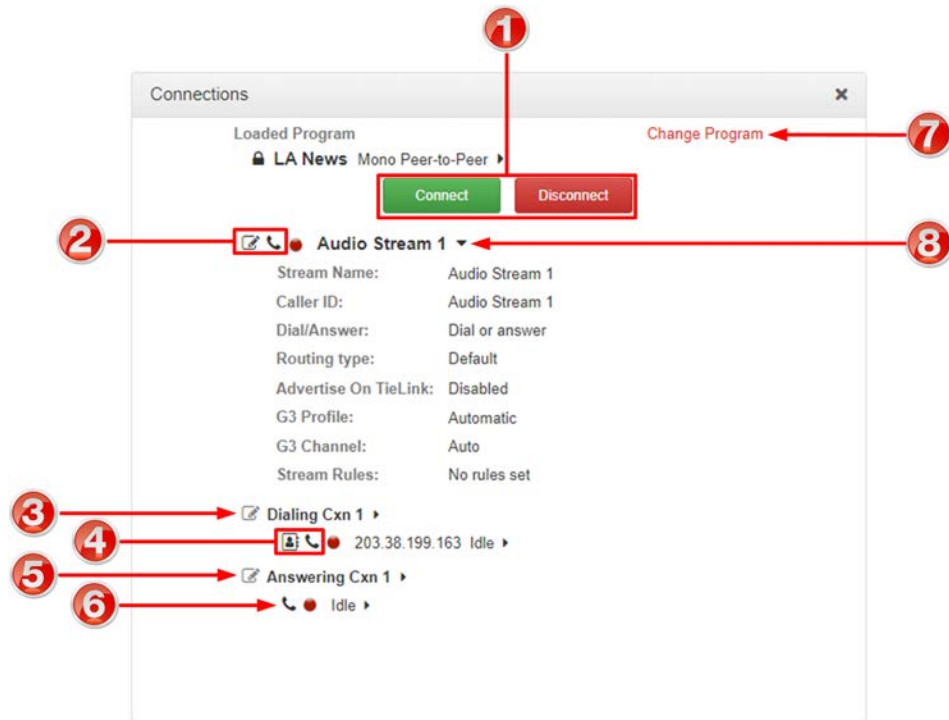 1
Connections
Loaded Program
Change Program
7
LA News Mono Peer-to-Peer
Connect Disconnect
2
Audio Stream 1
8
Stream Name: Audio Stream 1
Caller ID: Audio Stream 1
Dial/Answer: Dial or answer
Routing type: Default
Advertise On TieLink: Disabled
G3 Profile: Automatic
G3 Channel: Auto
Stream Rules: No rules set
3
Dialing Cxn 1
4
203.38.199.163 Idle
5
Answering Cxn 1
6
Idle